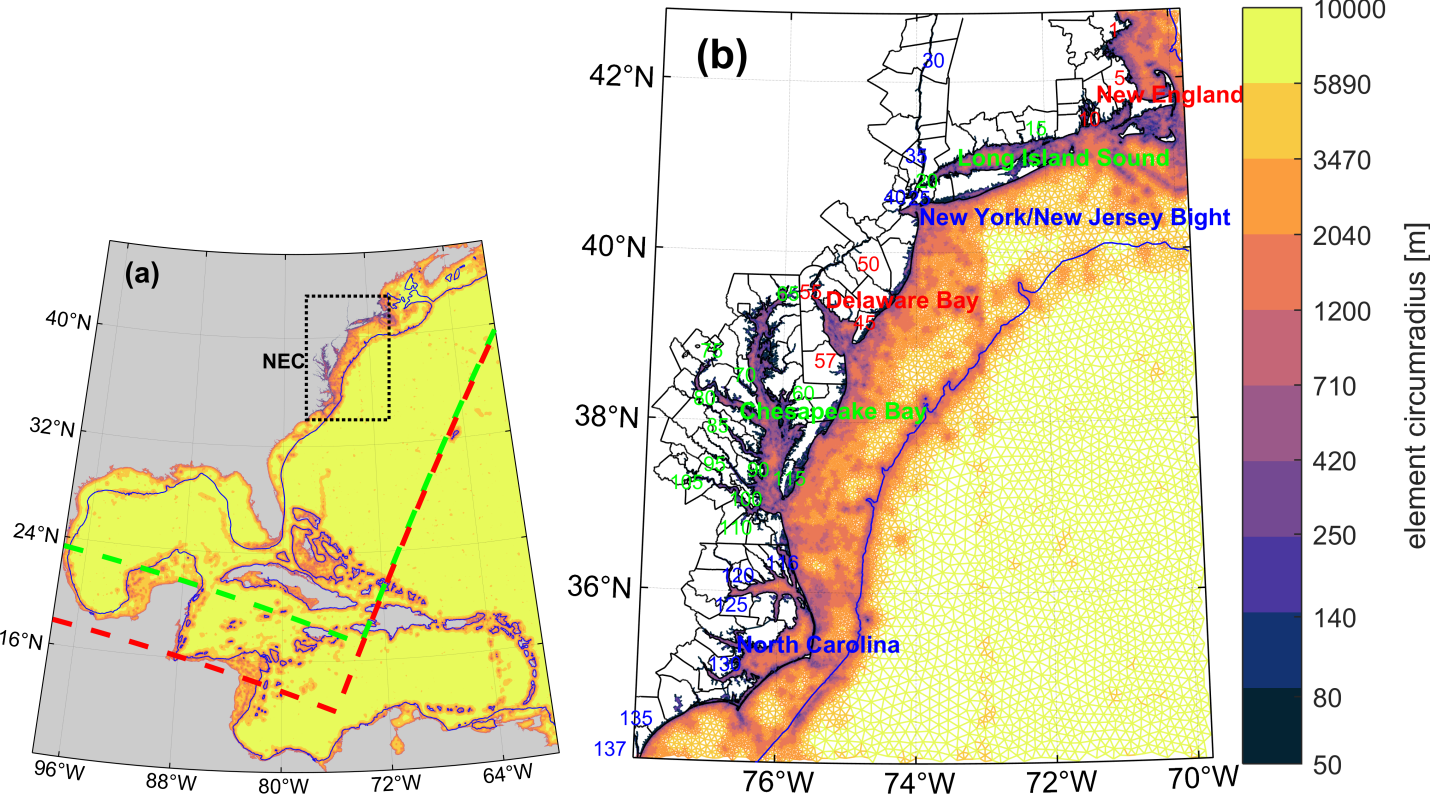 (a)
NEC
40°N
32°N
24°N
16°N
96°W
88°W
80°W
72°W
64°W
(b)
42°N
40°N
38°N
36°N
76°W
74°W
72°W
70°W
1
30
5
New England
10
15
35
Long Island Sound
20
40
25
New York/New Jersey Bight
50
65
55
Delaware Bay
45
75
57
70
60
80
Chesapeake Bay
85
95
90
105
115
100
110
116
120
125
North Carolina
130
135
137
10000
5890
3470
2040
1200
710
420
250
140
80
50
element circumradius [m]